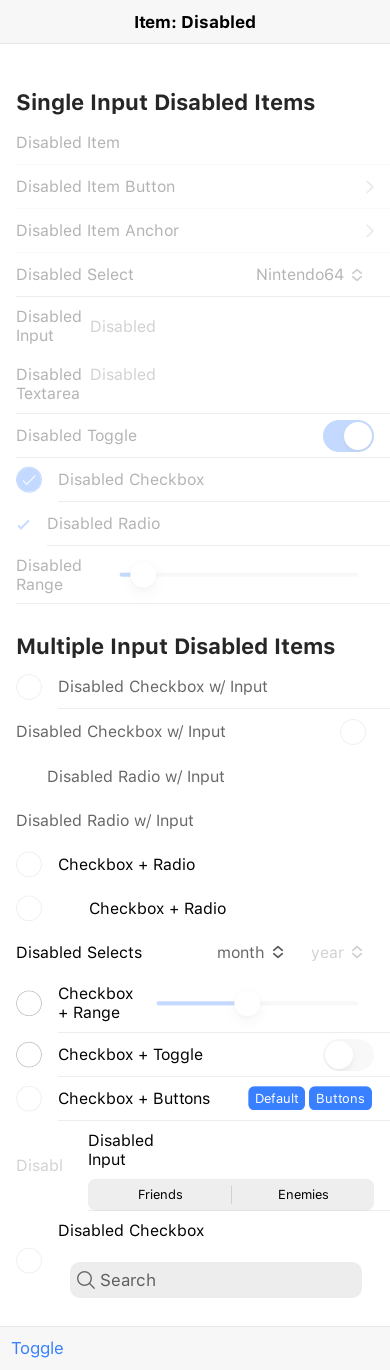 Item: Disabled
Single Input Disabled Items
Disabled Item
Disabled Item Button
Disabled Item Anchor
Disabled Select Nintendo64
Disabled
Input
Disabled
Disabled
Textarea
Disabled
Disabled Toggle
Disabled Checkbox
Disabled Radio
Disabled
Range
Multiple Input Disabled Items
Disabled Checkbox w/ Input
Disabled Checkbox w/ Input
Disabled Radio w/ Input
Disabled Radio w/ Input
Checkbox + Radio
Checkbox + Radio
Disabled Selects month year
Checkbox
+ Range
Checkbox + Toggle
Checkbox + Buttons Default Buttons
Disabl
Disabled
Input
Friends Enemies
Disabled Checkbox
Search
Toggle